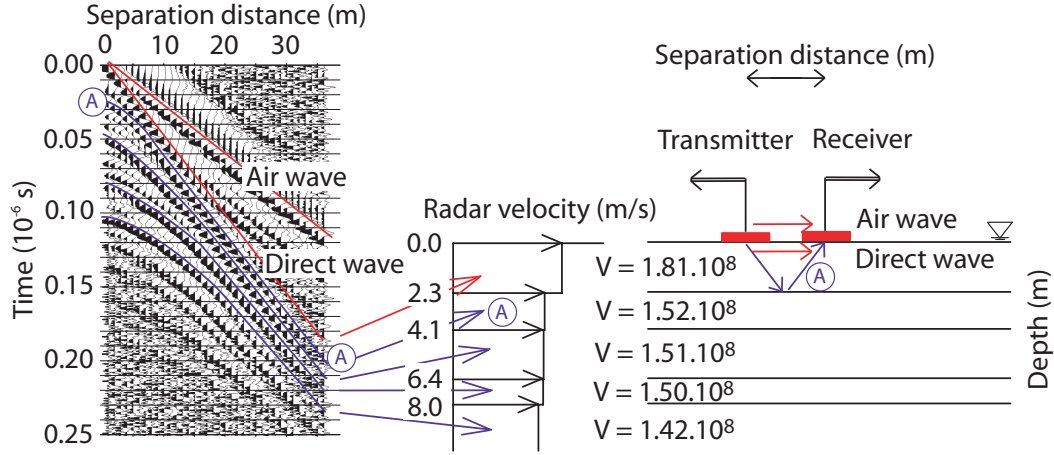 Separation distance (m)
0 10 20 30
0.00
0.05
0.10
0.15
0.20
0.25
Time (10⁻⁶ s)
A
Air wave
Direct wave
A
Radar velocity (m/s)
0.0
2.3
4.1
6.4
8.0
A
Separation distance (m)
Transmitter Receiver
Air wave
Direct wave
A
V = 1.81.10⁸
V = 1.52.10⁸
V = 1.51.10⁸
V = 1.50.10⁸
V = 1.42.10⁸
Depth (m)